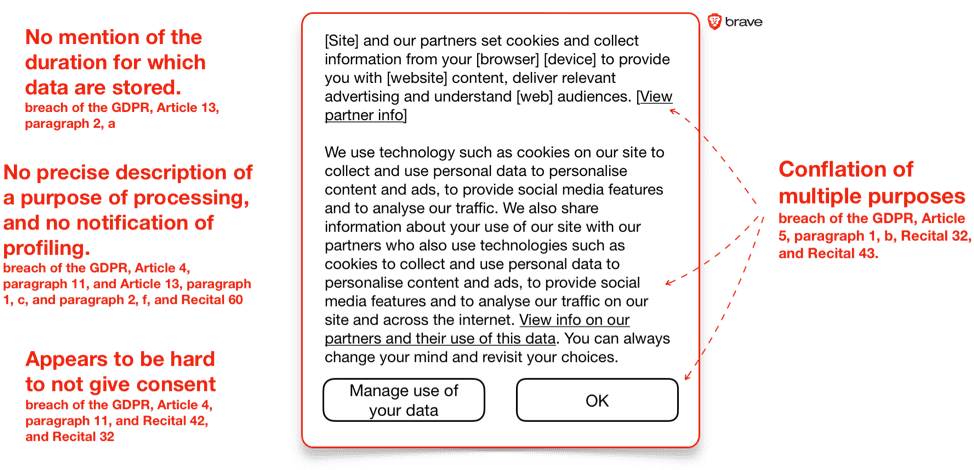 No mention of the
duration for which
data are stored.
breach of the GDPR, Article 13,
paragraph 2, a
No precise description of
a purpose of processing,
and no notification of
profiling.
breach of the GDPR, Article 4,
paragraph 11, and Article 13, paragraph
1, c, and paragraph 2, f, and Recital 60
Appears to be hard
to not give consent
breach of the GDPR, Article 4,
paragraph 11, and Recital 42,
and Recital 32
[Site] and our partners set cookies and collect
information from your [browser] [device] to provide
you with [website] content, deliver relevant
advertising and understand [web] audiences. [View
partner info]
We use technology such as cookies on our site to
collect and use personal data to personalise
content and ads, to provide social media features
and to analyse our traffic. We also share
information about your use of our site with our
partners who also use technologies such as
cookies to collect and use personal data to
personalise content and ads, to provide social
media features and to analyse our traffic on our
site and across the internet. View info on our
partners and their use of this data. You can always
change your mind and revisit your choices.
Manage use of
your data
OK
brave
Conflation of
multiple purposes
breach of the GDPR, Article
5, paragraph 1, b, Recital 32,
and Recital 43.